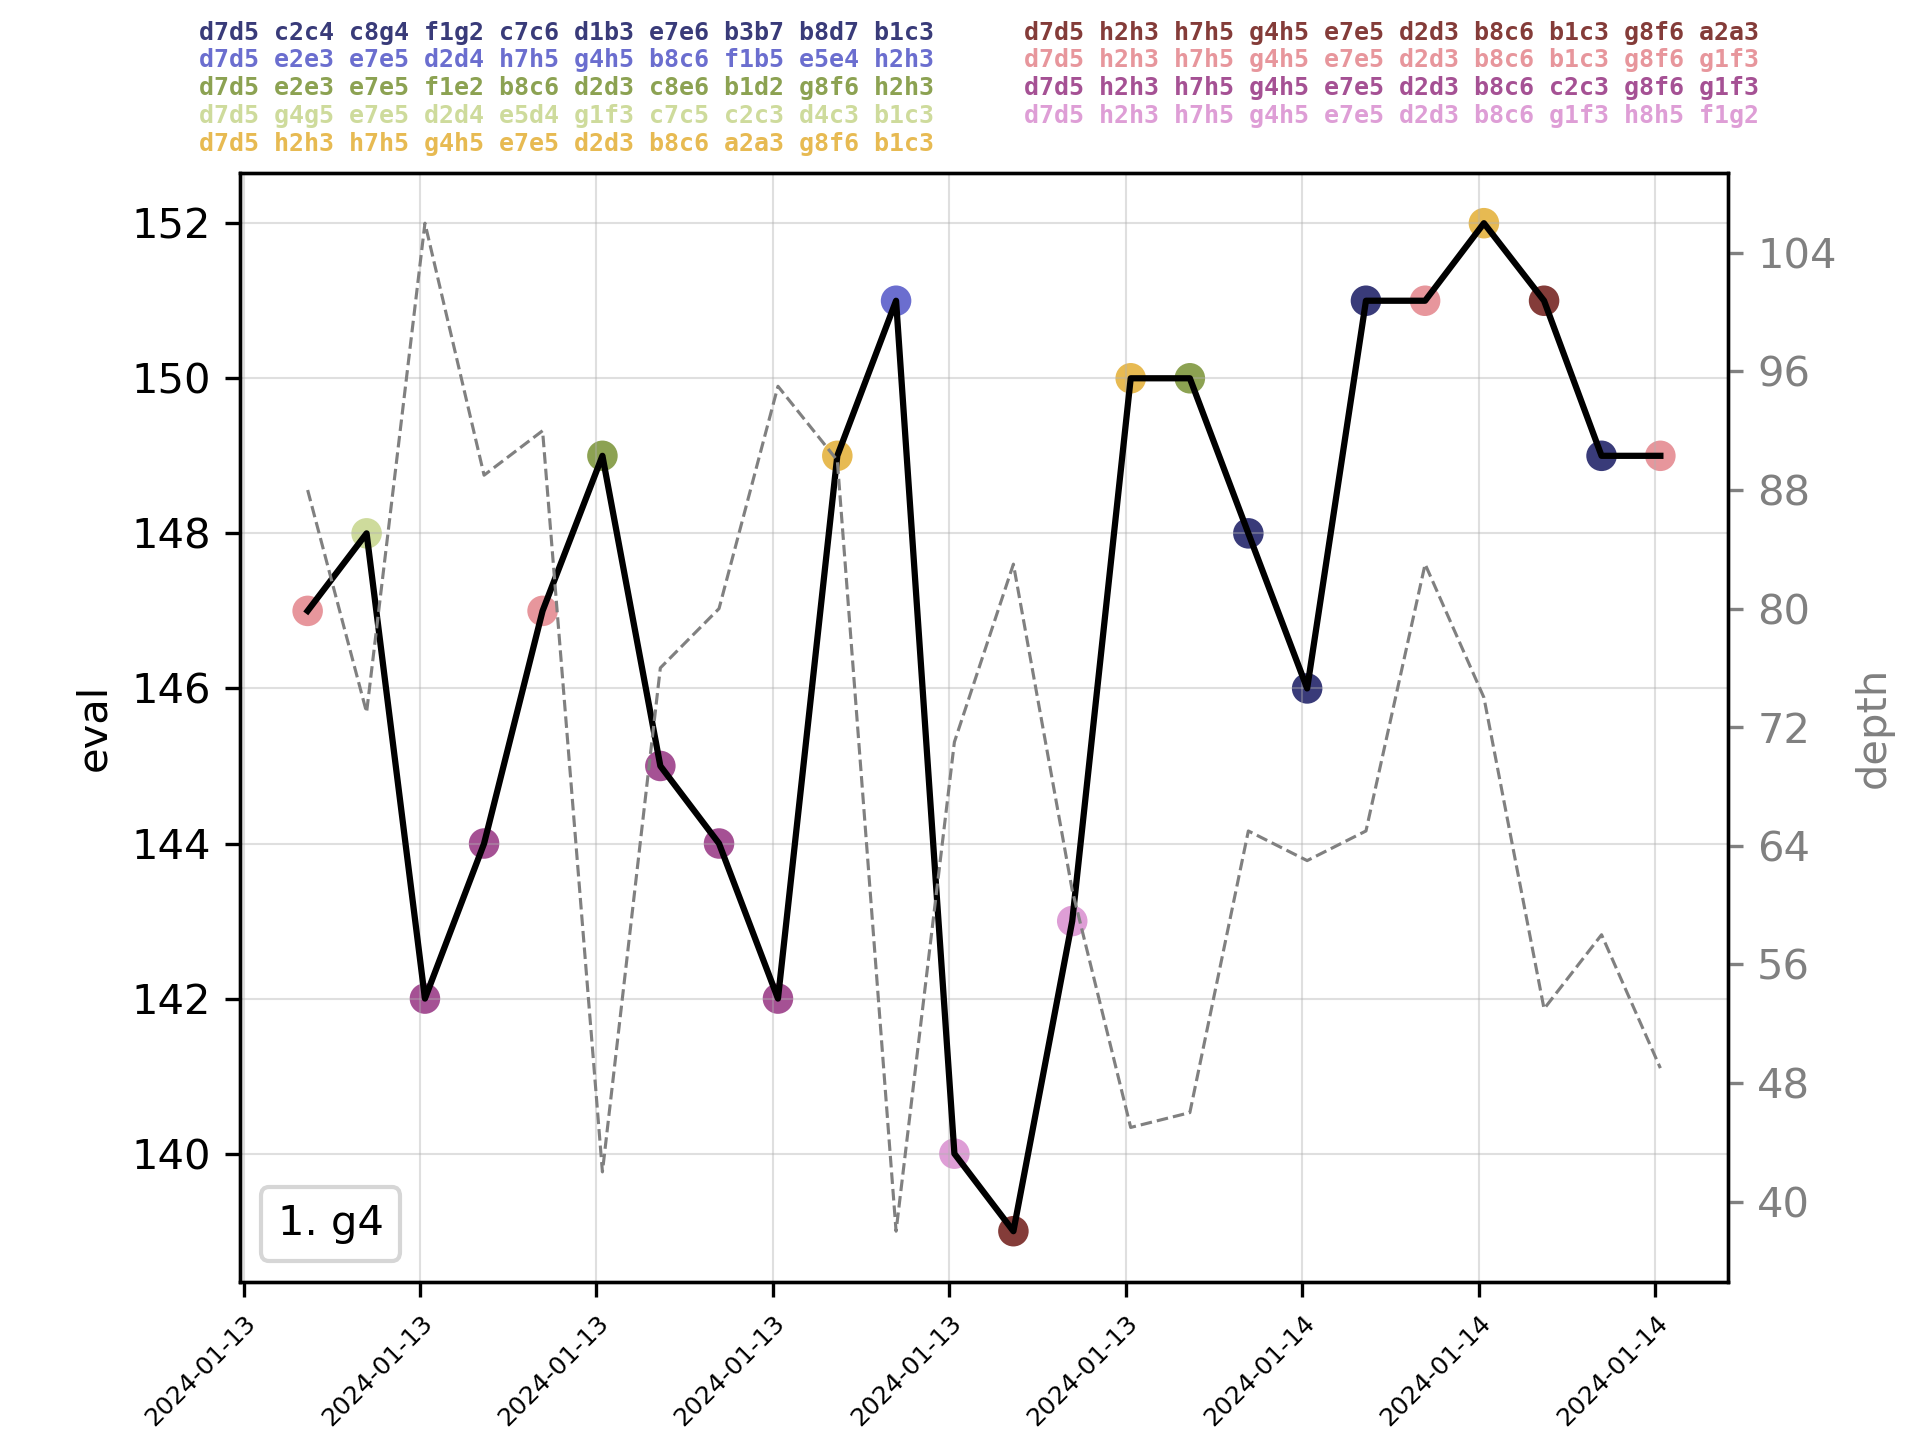 d7d5 c2c4 c8g4 f1g2 c7c6 d1b3 e7e6 b3b7 b8d7 b1c3
d7d5 e2e3 e7e5 d2d4 h7h5 g4h5 b8c6 f1b5 e5e4 h2h3
d7d5 e2e3 e7e5 f1e2 b8c6 d2d3 c8e6 b1d2 g8f6 h2h3
d7d5 g4g5 e7e5 d2d4 e5d4 g1f3 c7c5 c2c3 d4c3 b1c3
d7d5 h2h3 h7h5 g4h5 e7e5 d2d3 b8c6 a2a3 g8f6 b1c3
d7d5 h2h3 h7h5 g4h5 e7e5 d2d3 b8c6 b1c3 g8f6 a2a3
d7d5 h2h3 h7h5 g4h5 e7e5 d2d3 b8c6 b1c3 g8f6 g1f3
d7d5 h2h3 h7h5 g4h5 e7e5 d2d3 b8c6 c2c3 g8f6 g1f3
d7d5 h2h3 h7h5 g4h5 e7e5 d2d3 b8c6 g1f3 h8h5 f1g2
152
150
148
146
144
142
140
eval
104
96
88
80
72
64
56
48
40
depth
1. g4
2024-01-13
2024-01-13
2024-01-13
2024-01-13
2024-01-13
2024-01-13
2024-01-14
2024-01-14
2024-01-14